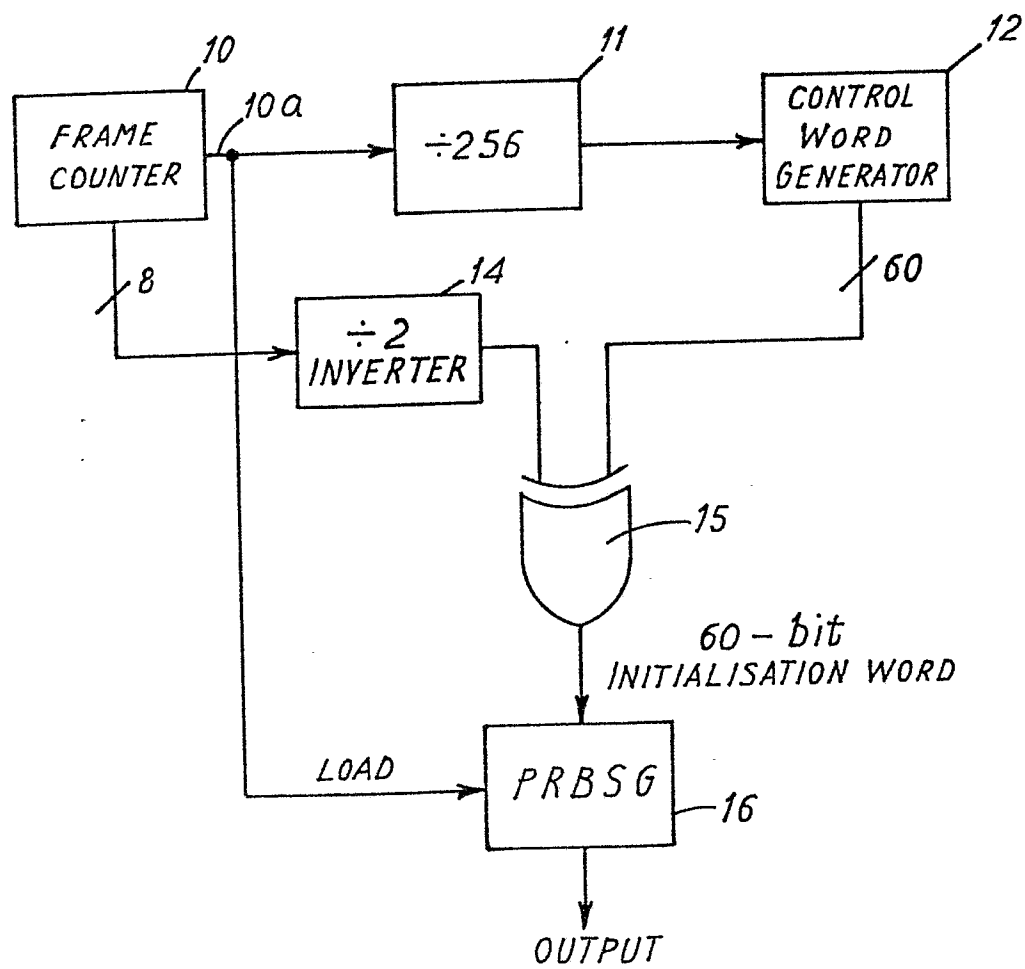 10
10a
FRAME
COUNTER
11
÷256
12
CONTROL
WORD
GENERATOR
8
14
÷2
INVERTER
60
15
60-bit
INITIALISATION WORD
LOAD
PRBSG
16
OUTPUT